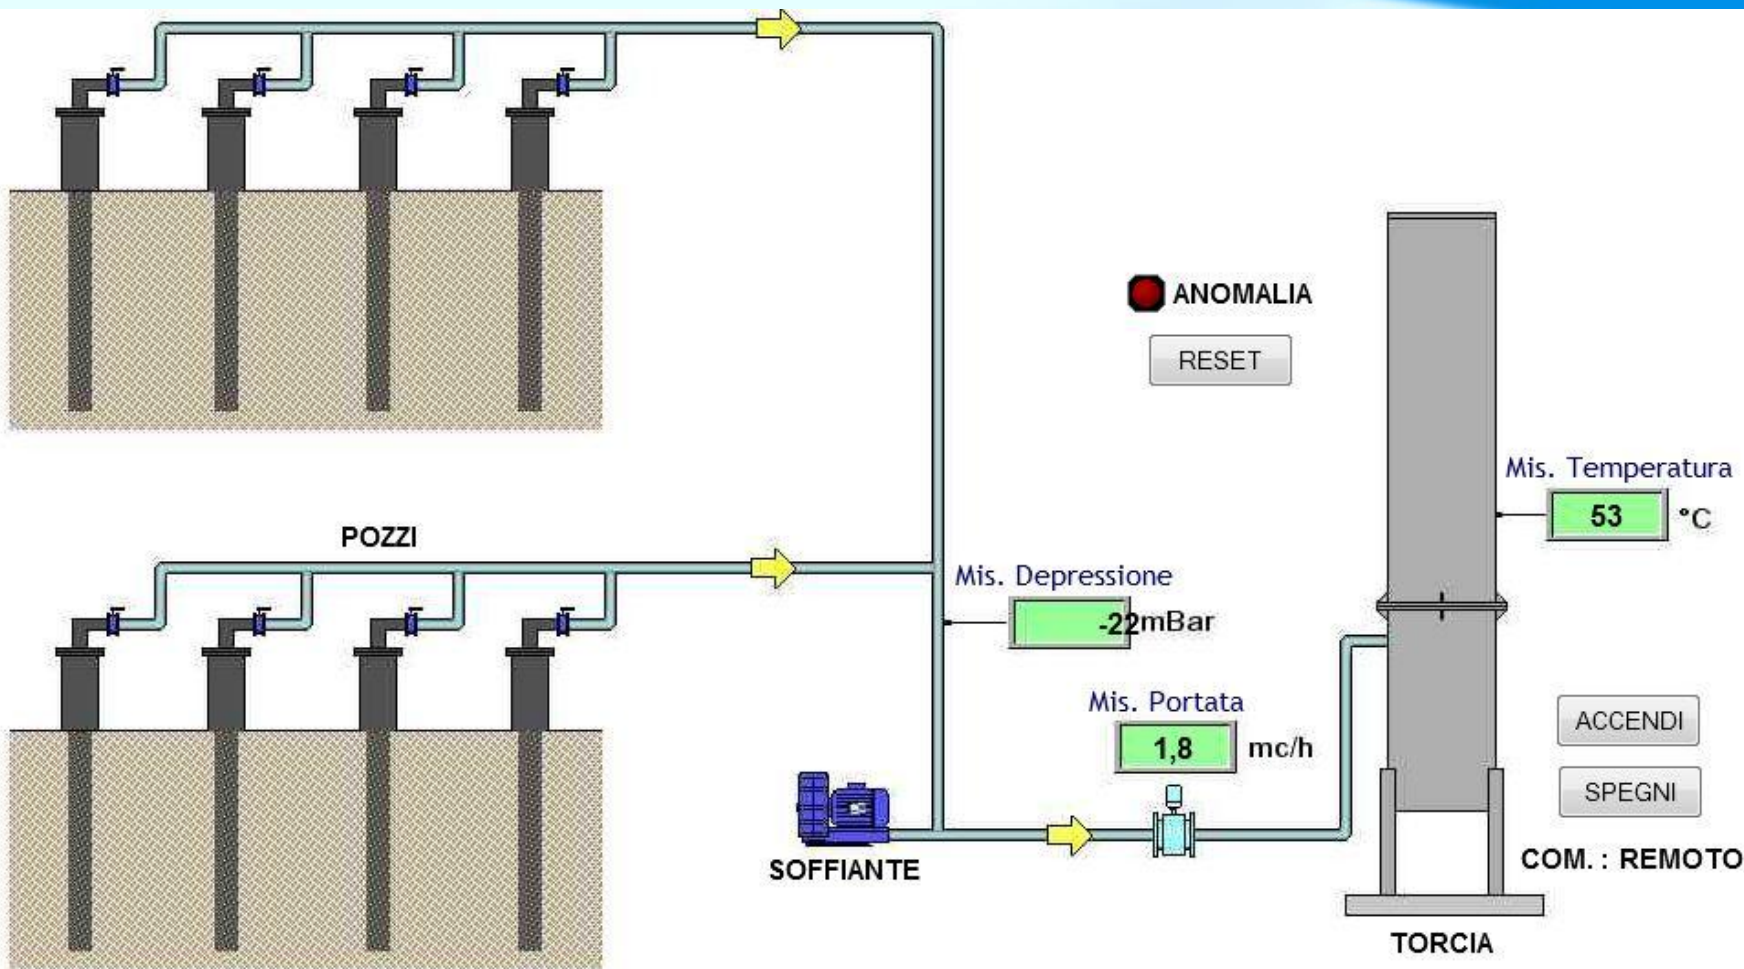 ANOMALIA
RESET
Mis. Temperatura
53 °C
POZZI
Mis. Depressione
-22mBar
Mis. Portata
1,8 mc/h
ACCENDI
SPEGNI
SOFFIANTE
COM. : REMOTO
TORCIA